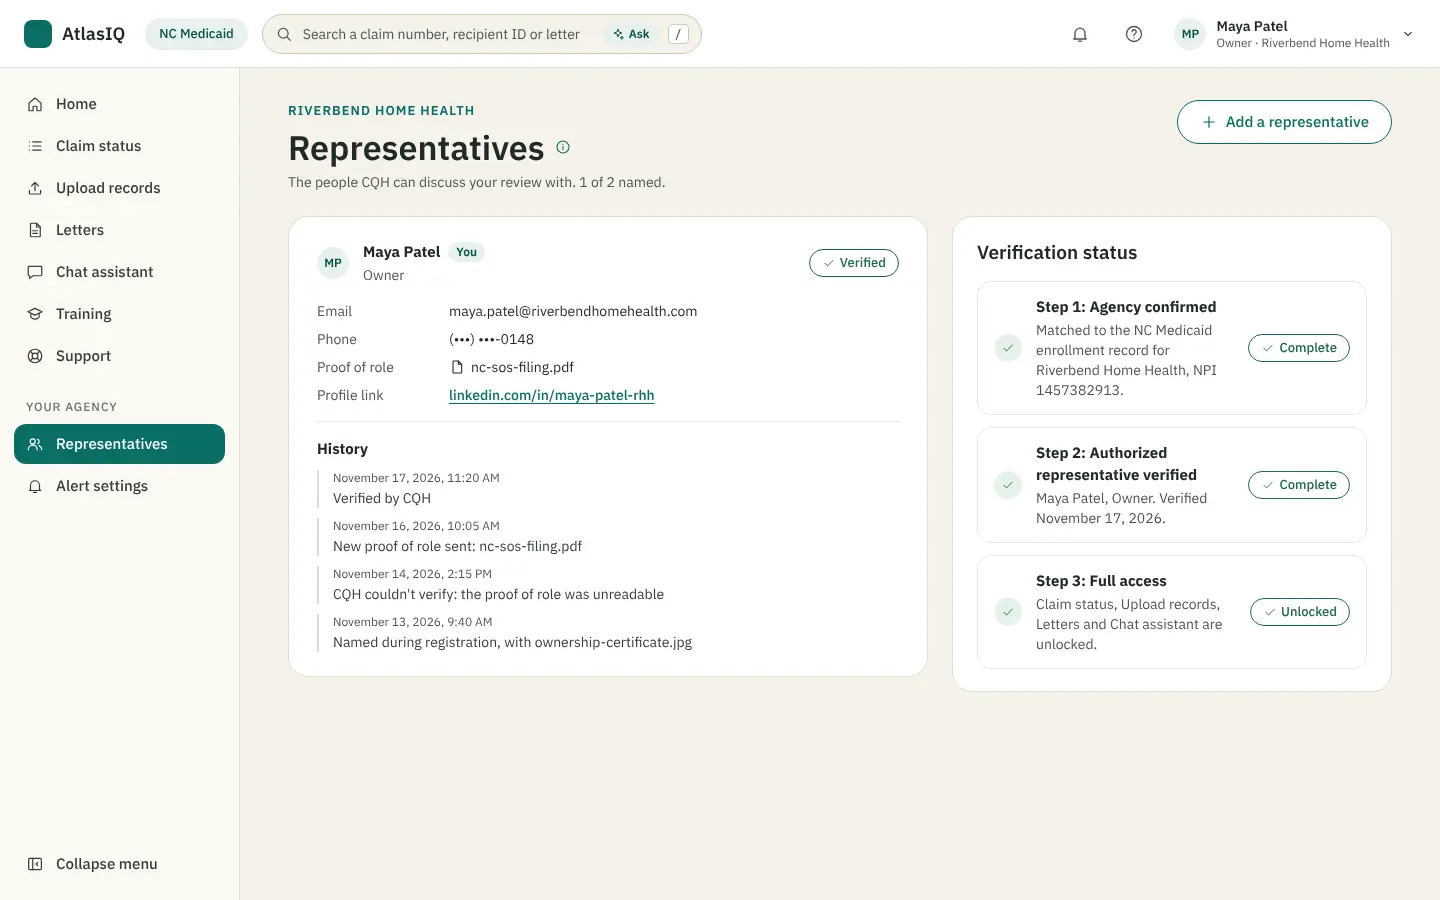 AtlasIQ
NC Medicaid
Search a claim number, recipient ID or letter
Ask
/
MP
Maya Patel
Owner · Riverbend Home Health
Home
Claim status
Upload records
Letters
Chat assistant
Training
Support
YOUR AGENCY
Representatives
Alert settings
Collapse menu
RIVERBEND HOME HEALTH
Representatives
The people CQH can discuss your review with. 1 of 2 named.
Add a representative
MP
Maya Patel
You
Owner
Verified
Email
maya.patel@riverbendhomehealth.com
Phone
(•••) •••-0148
Proof of role
nc-sos-filing.pdf
Profile link
linkedin.com/in/maya-patel-rhh
History
November 17, 2026, 11:20 AM
Verified by CQH
November 16, 2026, 10:05 AM
New proof of role sent: nc-sos-filing.pdf
November 14, 2026, 2:15 PM
CQH couldn't verify: the proof of role was unreadable
November 13, 2026, 9:40 AM
Named during registration, with ownership-certificate.jpg
Verification status
Step 1: Agency confirmed
Matched to the NC Medicaid
enrollment record for
Riverbend Home Health, NPI
1457382913.
Complete
Step 2: Authorized
representative verified
Maya Patel, Owner. Verified
November 17, 2026.
Complete
Step 3: Full access
Claim status, Upload records,
Letters and Chat assistant are
unlocked.
Unlocked